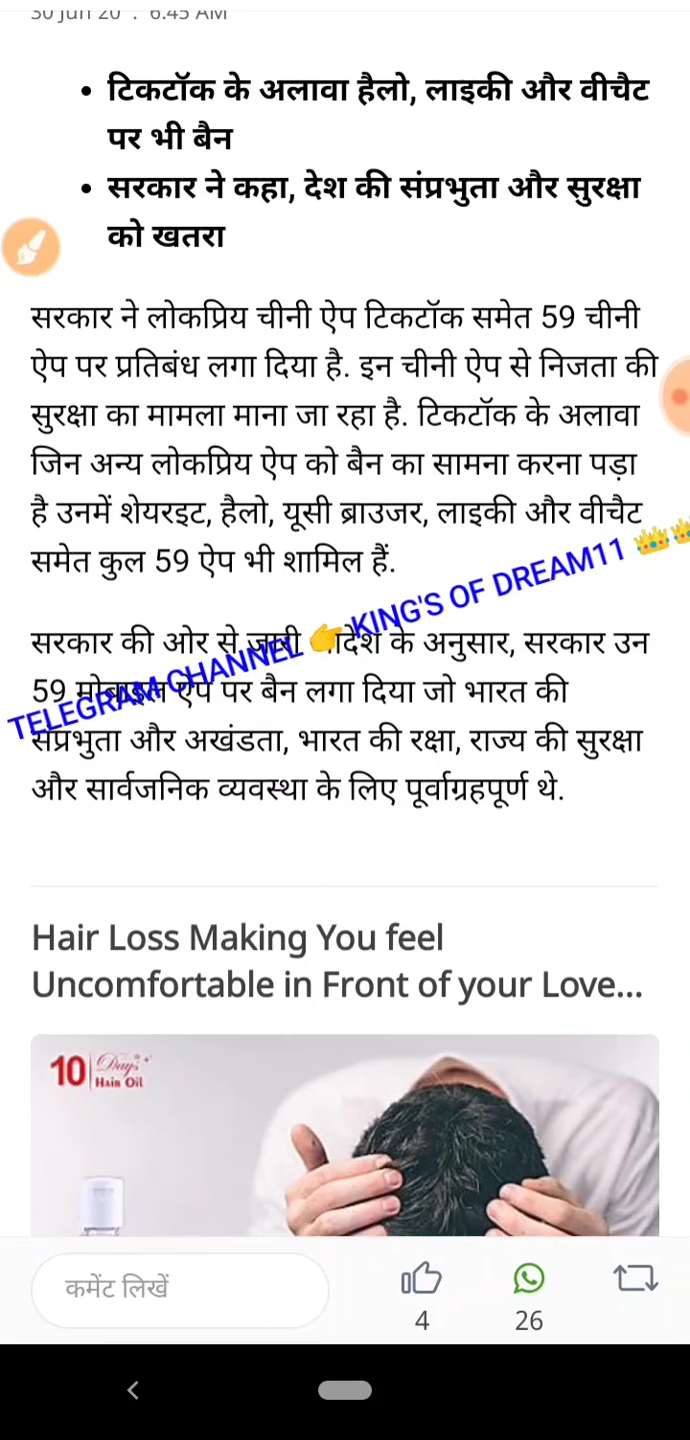 30 Jun 20 . 6:45 AM
टिकटॉक के अलावा हैलो, लाइकी और वीचैट
पर भी बैन
सरकार ने कहा, देश की संप्रभुता और सुरक्षा
को खतरा
सरकार ने लोकप्रिय चीनी ऐप टिकटॉक समेत 59 चीनी
ऐप पर प्रतिबंध लगा दिया है. इन चीनी ऐप से निजता की
सुरक्षा का मामला माना जा रहा है. टिकटॉक के अलावा
जिन अन्य लोकप्रिय ऐप को बैन का सामना करना पड़ा
है उनमें शेयरइट, हैलो, यूसी ब्राउजर, लाइकी और वीचैट
समेत कुल 59 ऐप भी शामिल हैं.
TELEGRAM CHANNEL 👉 KING'S OF DREAM11 👑👑
सरकार की ओर से जारी आदेश के अनुसार, सरकार उन
59 मोबाइल ऐप पर बैन लगा दिया जो भारत की
संप्रभुता और अखंडता, भारत की रक्षा, राज्य की सुरक्षा
और सार्वजनिक व्यवस्था के लिए पूर्वाग्रहपूर्ण थे.
Hair Loss Making You feel
Uncomfortable in Front of your Love...
10 Days
Hain Oil
कमेंट लिखें
4
26